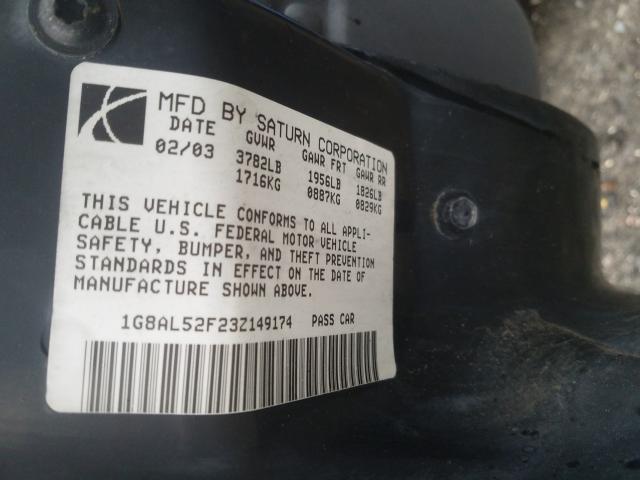 MFD BY SATURN CORPORATION
DATE GVWR GAWR FRT GAWR RR
02/03 3782LB 1956LB 1826LB
1716KG 0887KG 0829KG
THIS VEHICLE CONFORMS TO ALL APPLI-
CABLE U.S. FEDERAL MOTOR VEHICLE
SAFETY, BUMPER, AND THEFT PREVENTION
STANDARDS IN EFFECT ON THE DATE OF
MANUFACTURE SHOWN ABOVE.
1G8AL52F23Z149174 PASS CAR